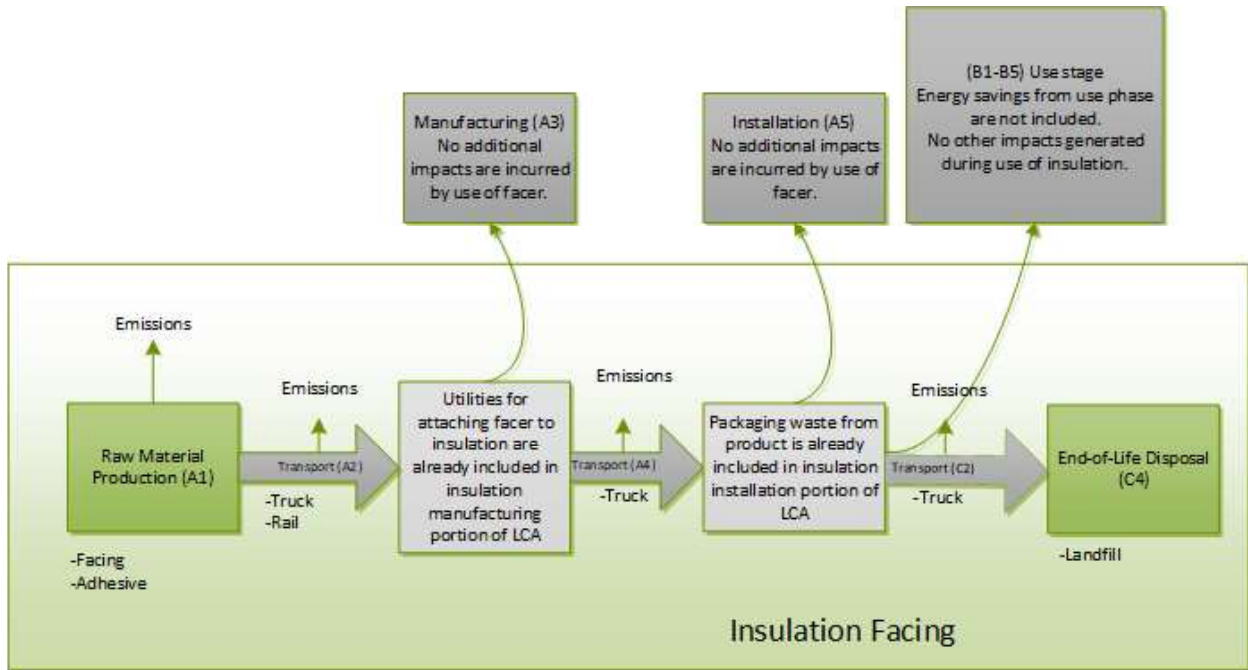 Manufacturing (A3)
No additional
impacts are incurred
by use of facer.
Installation (A5)
No additional impacts
are incurred by use of
facer.
(B1-B5) Use stage
Energy savings from use phase
are not included.
No other impacts generated
during use of insulation.
Emissions
Raw Material
Production (A1)
-Facing
-Adhesive
Emissions
Transport (A2)
-Truck
-Rail
Utilities for
attaching facer to
insulation are
already included in
insulation
manufacturing
portion of LCA
Emissions
Transport (A4)
-Truck
Packaging waste from
product is already
included in insulation
installation portion of
LCA
Emissions
Transport (C2)
-Truck
End-of-Life Disposal
(C4)
-Landfill
Insulation Facing